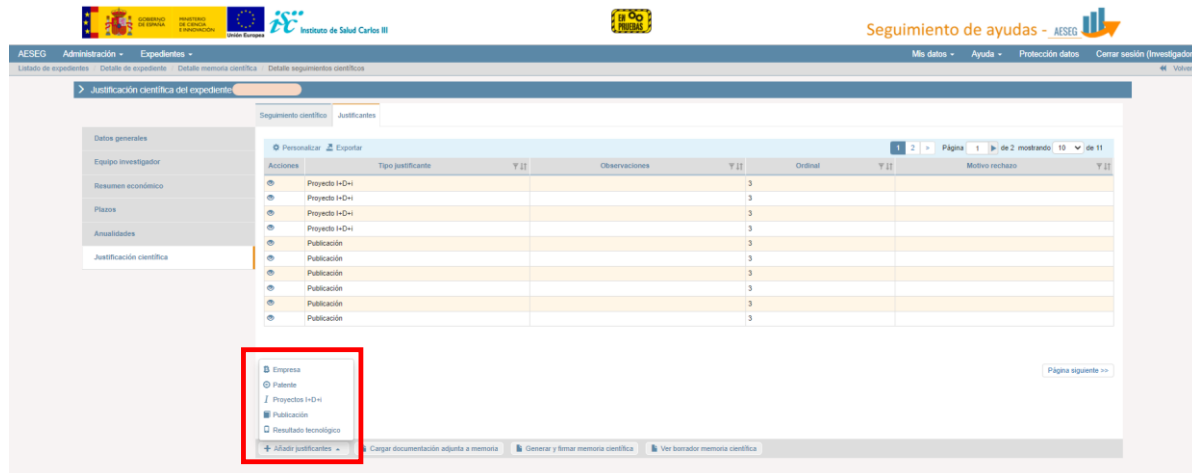 GOBIERNO DE ESPAÑA
MINISTERIO DE CIENCIA E INNOVACIÓN
Unión Europea
Instituto de Salud Carlos III
EN PRUEBAS
Seguimiento de ayudas - AESEG
AESEG Administración Expedientes Mis datos Ayuda Protección datos Cerrar sesión (Investigador
Listado de expedientes / Detalle de expediente / Detalle memoria científica / Detalle seguimientos científicos Volver
Justificación científica del expediente
Seguimiento científico Justificantes
Datos generales
Equipo investigador
Resumen económico
Plazos
Anualidades
Justificación científica
Personalizar Exportar 1 2 » Página 1 de 2 mostrando 10 de 11
Acciones Tipo justificante Observaciones Ordinal Motivo rechazo
Proyecto I+D+i 3
Proyecto I+D+i 3
Proyecto I+D+i 3
Proyecto I+D+i 3
Publicación 3
Publicación 3
Publicación 3
Publicación 3
Publicación 3
Publicación 3
Empresa
Patente
Proyectos I+D+i
Publicación
Resultado tecnológico
Página siguiente >>
+ Añadir justificantes Cargar documentación adjunta a memoria Generar y firmar memoria científica Ver borrador memoria científica